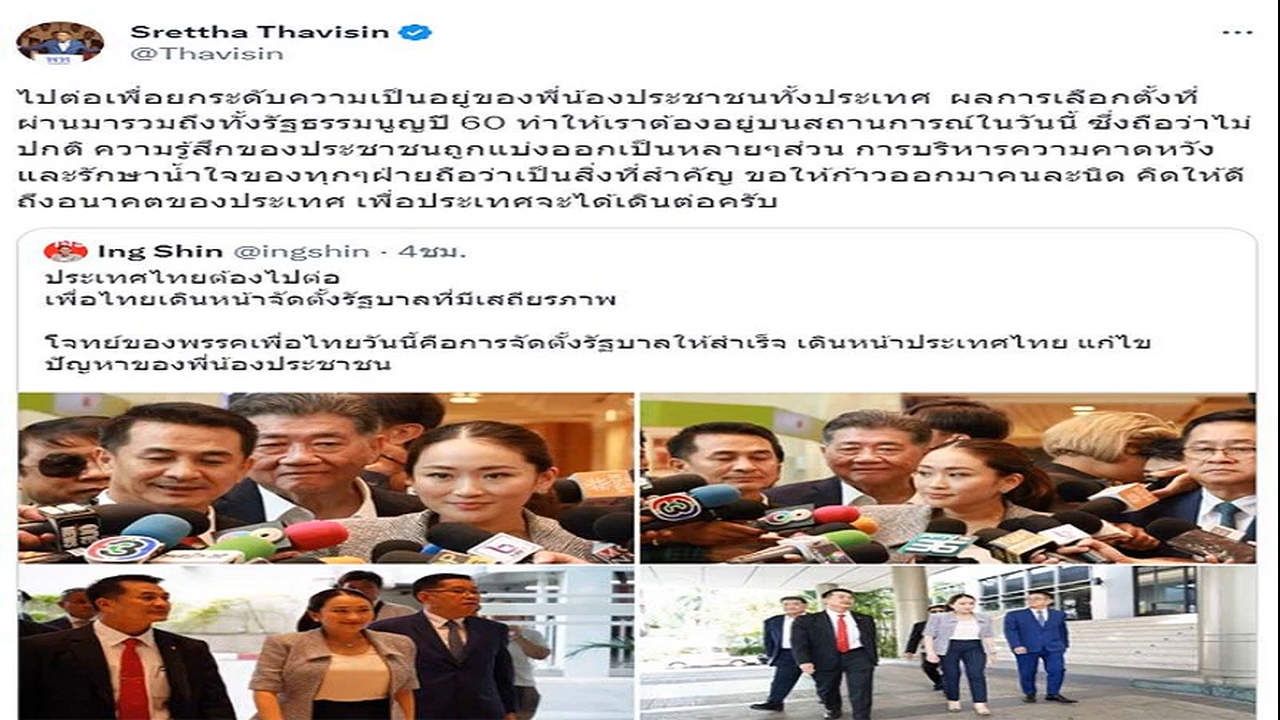 Srettha Thavisin
@Thavisin
ไปต่อเพื่อยกระดับความเป็นอยู่ของพี่น้องประชาชนทั้งประเทศ ผลการเลือกตั้งที่
ผ่านมารวมถึงทั้งรัฐธรรมนูญปี 60 ทำให้เราต้องอยู่บนสถานการณ์ในวันนี้ ซึ่งถือว่าไม่
ปกติ ความรู้สึกของประชาชนถูกแบ่งออกเป็นหลายๆส่วน การบริหารความคาดหวัง
และรักษาน้ำใจของทุกๆฝ่ายถือว่าเป็นสิ่งที่สำคัญ ขอให้ก้าวออกมาคนละนิด คิดให้ดี
ถึงอนาคตของประเทศ เพื่อประเทศจะได้เดินต่อครับ
Ing Shin @ingshin · 4ชม.
ประเทศไทยต้องไปต่อ
เพื่อไทยเดินหน้าจัดตั้งรัฐบาลที่มีเสถียรภาพ
โจทย์ของพรรคเพื่อไทยวันนี้คือการจัดตั้งรัฐบาลให้สำเร็จ เดินหน้าประเทศไทย แก้ไข
ปัญหาของพี่น้องประชาชน